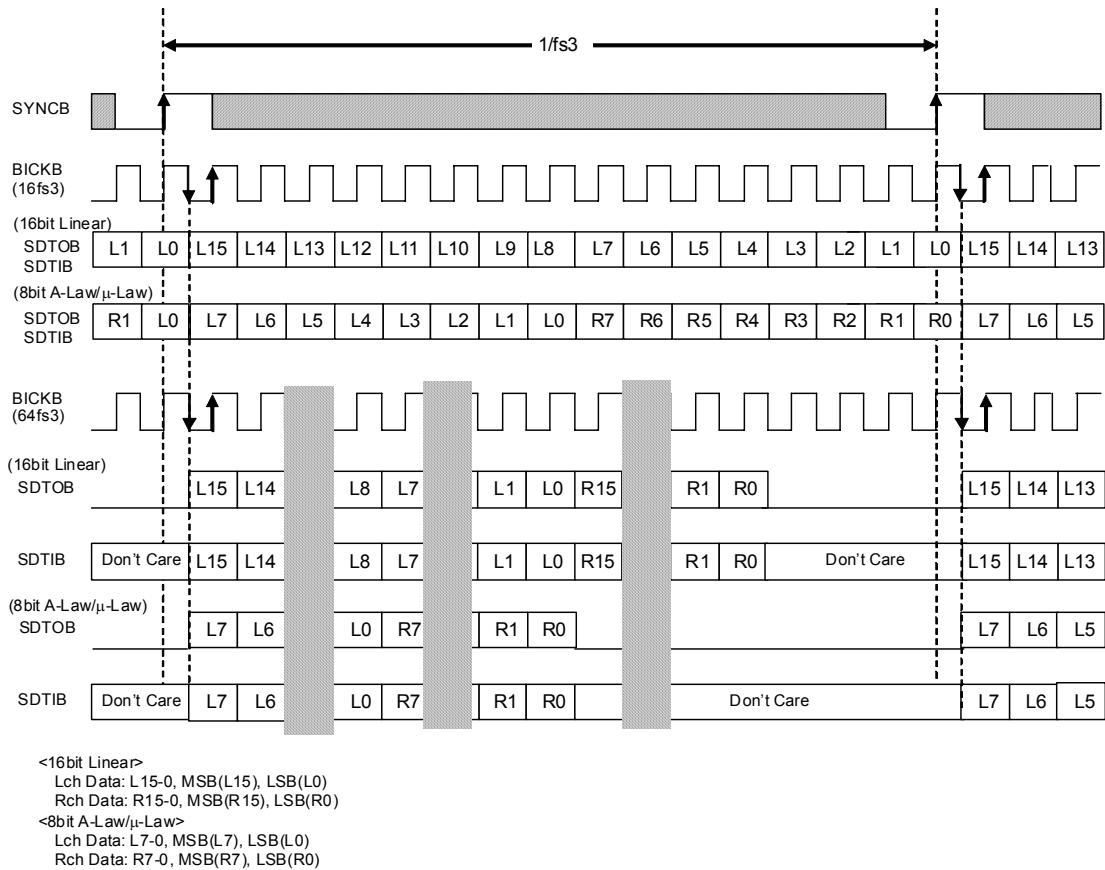 1/fs3
SYNCB
BICKB
(16fs3)
(16bit Linear)
SDTOB
SDTIB
L1 L0 L15 L14 L13 L12 L11 L10 L9 L8 L7 L6 L5 L4 L3 L2 L1 L0 L15 L14 L13
(8bit A-Law/μ-Law)
SDTOB
SDTIB
R1 L0 L7 L6 L5 L4 L3 L2 L1 L0 R7 R6 R5 R4 R3 R2 R1 R0 L7 L6 L5
BICKB
(64fs3)
(16bit Linear)
SDTOB
L15 L14 L8 L7 L1 L0 R15 R1 R0 L15 L14 L13
SDTIB
Don't Care L15 L14 L8 L7 L1 L0 R15 R1 R0 Don't Care L15 L14 L13
(8bit A-Law/μ-Law)
SDTOB
L7 L6 L0 R7 R1 R0 L7 L6 L5
SDTIB
Don't Care L7 L6 L0 R7 R1 R0 Don't Care L7 L6 L5
<16bit Linear>
Lch Data: L15-0, MSB(L15), LSB(L0)
Rch Data: R15-0, MSB(R15), LSB(R0)
<8bit A-Law/μ-Law>
Lch Data: L7-0, MSB(L7), LSB(L0)
Rch Data: R7-0, MSB(R7), LSB(R0)